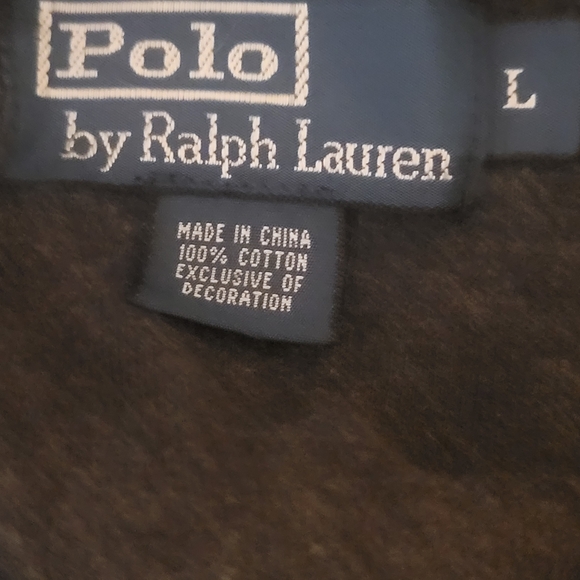 Polo
by Ralph Lauren
L
MADE IN CHINA
100% COTTON
EXCLUSIVE OF
DECORATION